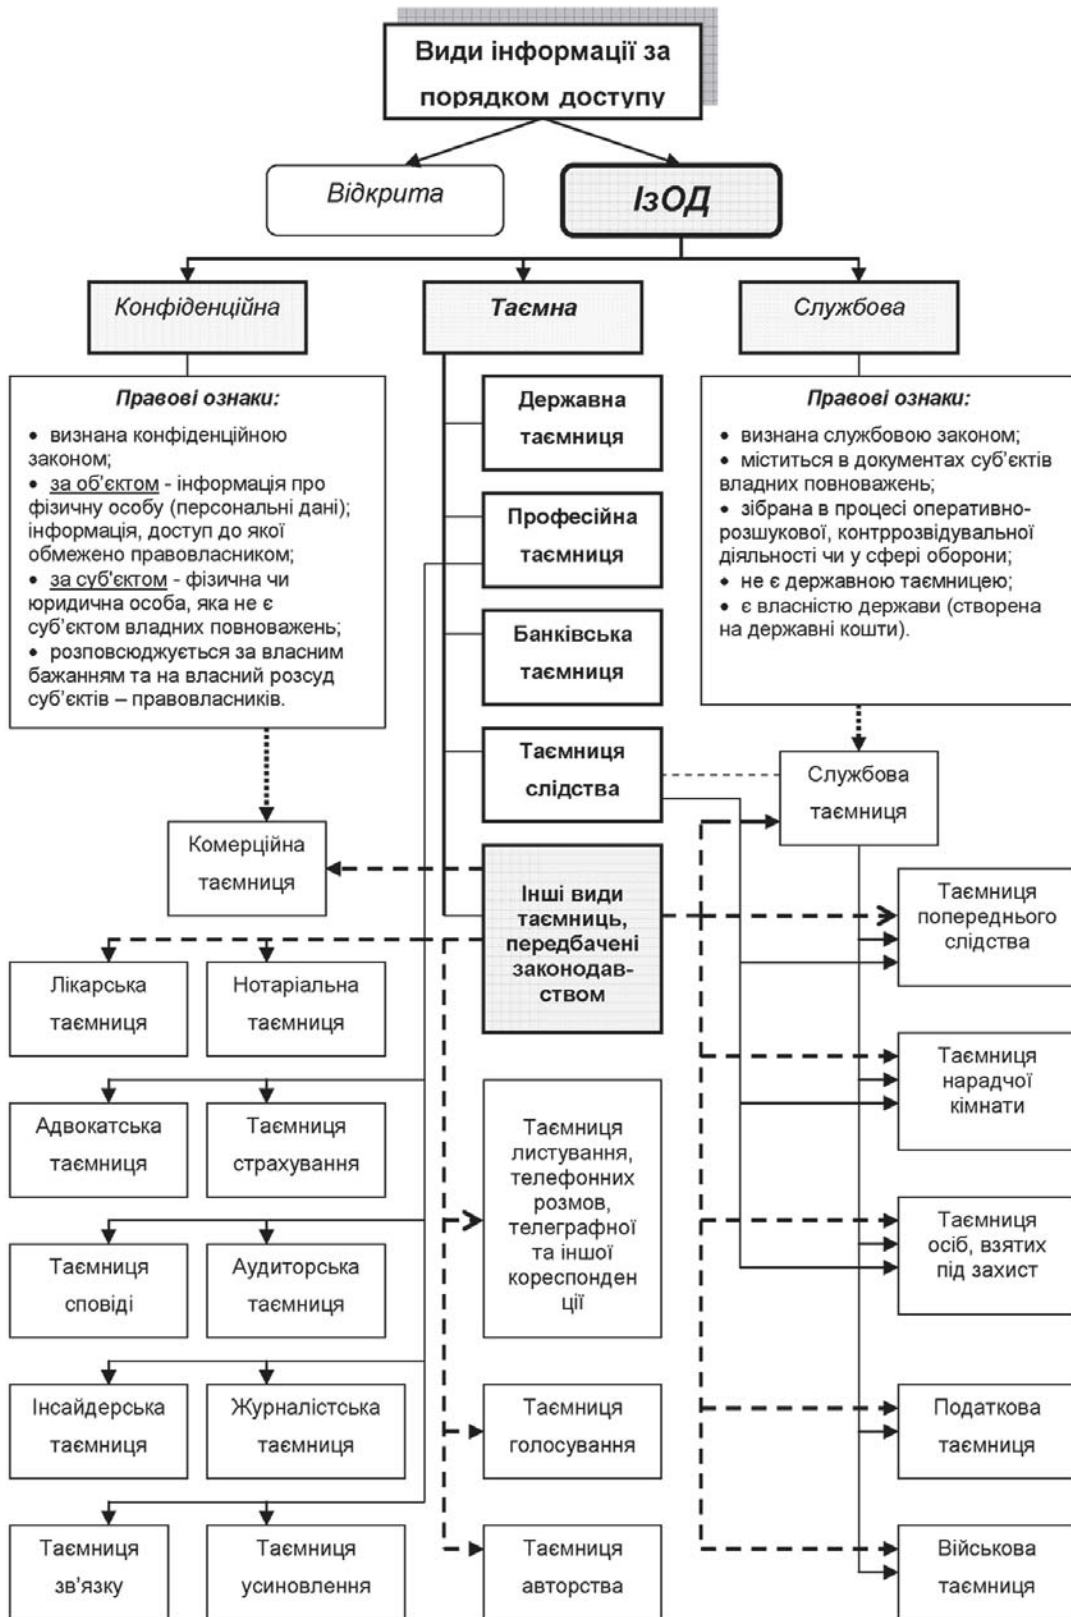 Види інформації за
порядком доступу
Відкрита
ІзОД
Конфіденційна
Таємна
Службова
Правові ознаки:
• визнана конфіденційною
законом;
• за об’єктом - інформація про
фізичну особу (персональні дані);
інформація, доступ до якої
обмежено правовласником;
• за суб'єктом - фізична чи
юридична особа, яка не є
суб’єктом владних повноважень;
• розповсюджується за власним
бажанням та на власний розсуд
суб’єктів – правовласників.
Державна
таємниця
Професійна
таємниця
Банківська
таємниця
Таємниця
слідства
Інші види
таємниць,
передбачені
законодав-
ством
Правові ознаки:
• визнана службовою законом;
• міститься в документах суб’єктів
владних повноважень;
• зібрана в процесі оперативно-
розшукової, контррозвідувальної
діяльності чи у сфері оборони;
• не є державною таємницею;
• є власністю держави (створена
на державні кошти).
Службова
таємниця
Комерційна
таємниця
Лікарська
таємниця
Нотаріальна
таємниця
Адвокатська
таємниця
Таємниця
страхування
Таємниця
сповіді
Аудиторська
таємниця
Інсайдерська
таємниця
Журналістська
таємниця
Таємниця
зв'язку
Таємниця
усиновлення
Таємниця
листування,
телефонних
розмов,
телеграфної
та іншої
кореспонден
ції
Таємниця
голосування
Таємниця
авторства
Таємниця
попереднього
слідства
Таємниця
нарадчої
кімнати
Таємниця
осіб, взятих
під захист
Податкова
таємниця
Військова
таємниця